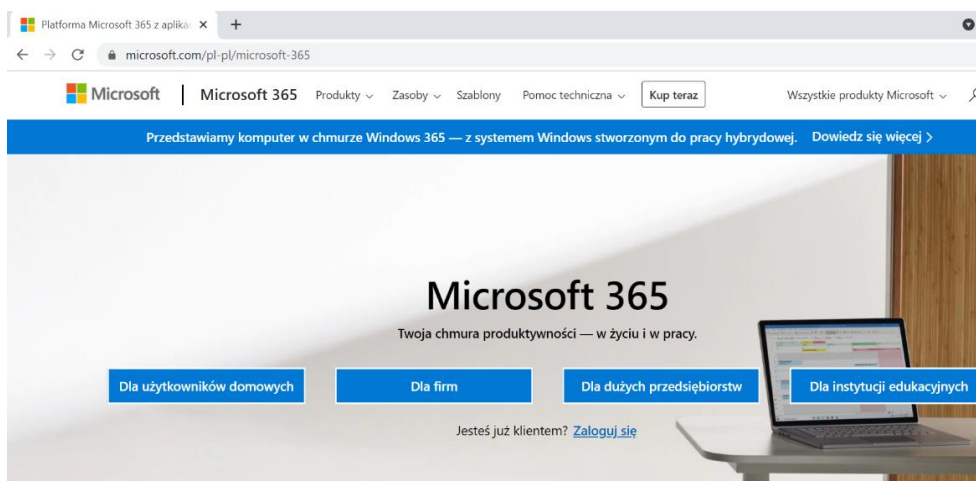 Platforma Microsoft 365 z aplikac
microsoft.com/pl-pl/microsoft-365
Microsoft Microsoft 365 Produkty Zasoby Szablony Pomoc techniczna Kup teraz Wszystkie produkty Microsoft
Przedstawiamy komputer w chmurze Windows 365 — z systemem Windows stworzonym do pracy hybrydowej. Dowiedz się więcej >
Microsoft 365
Twoja chmura produktywności — w życiu i w pracy.
Dla użytkowników domowych Dla firm Dla dużych przedsiębiorstw Dla instytucji edukacyjnych
Jesteś już klientem? Zaloguj się